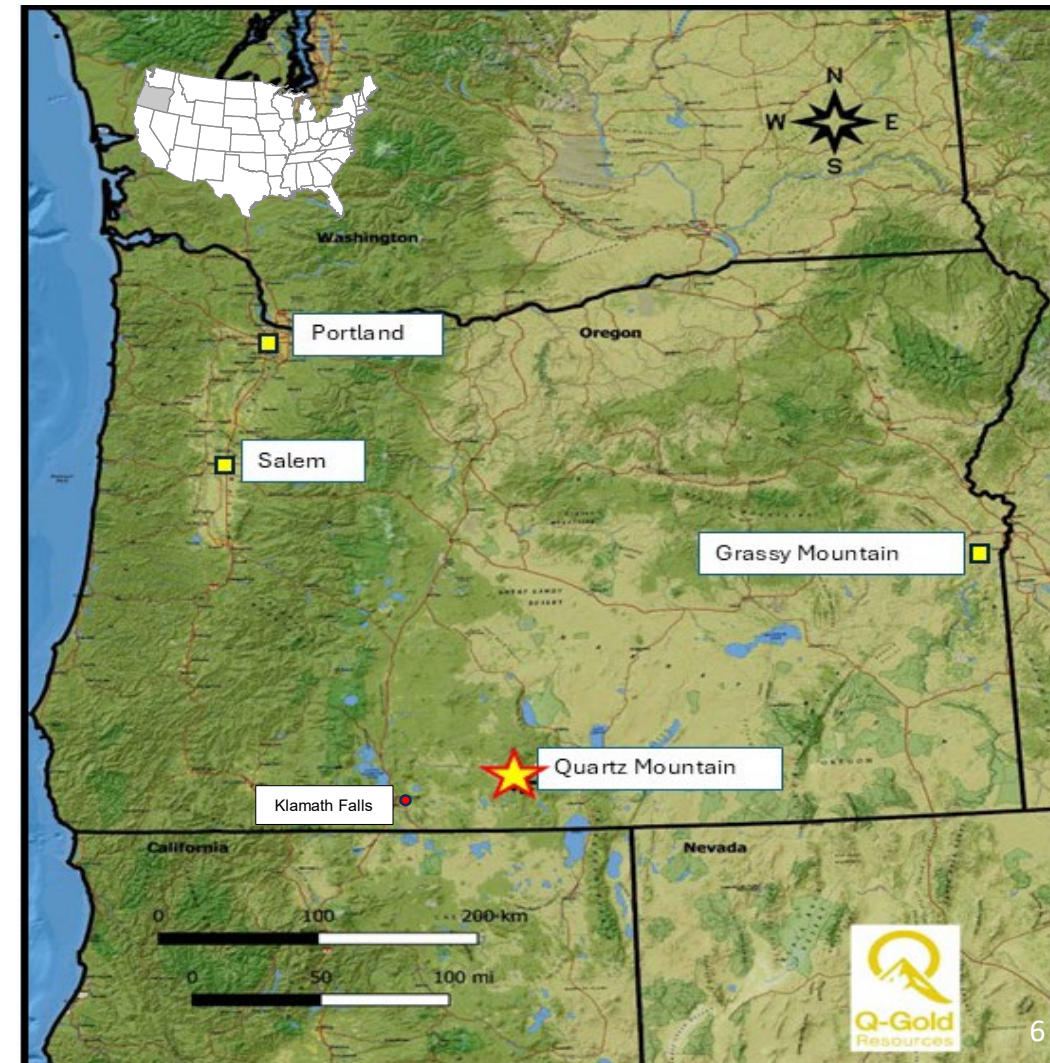 N
W E
S
Washington
Portland
Oregon
Salem
Grassy Mountain
Quartz Mountain
Klamath Falls
OREGON
California
Nevada
0 100 200 km
0 50 100 mi
Q-Gold
Resources
6